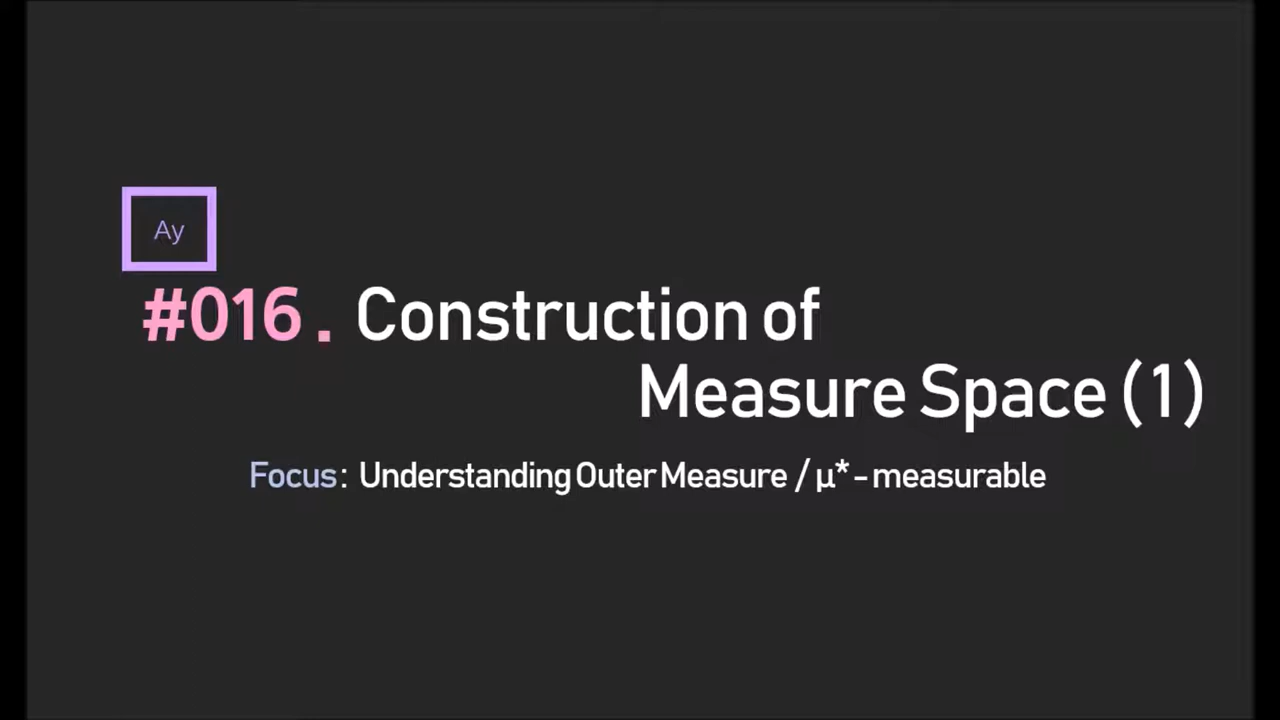 Ay
#016. Construction of
Measure Space (1)
Focus: Understanding Outer Measure / μ* - measurable